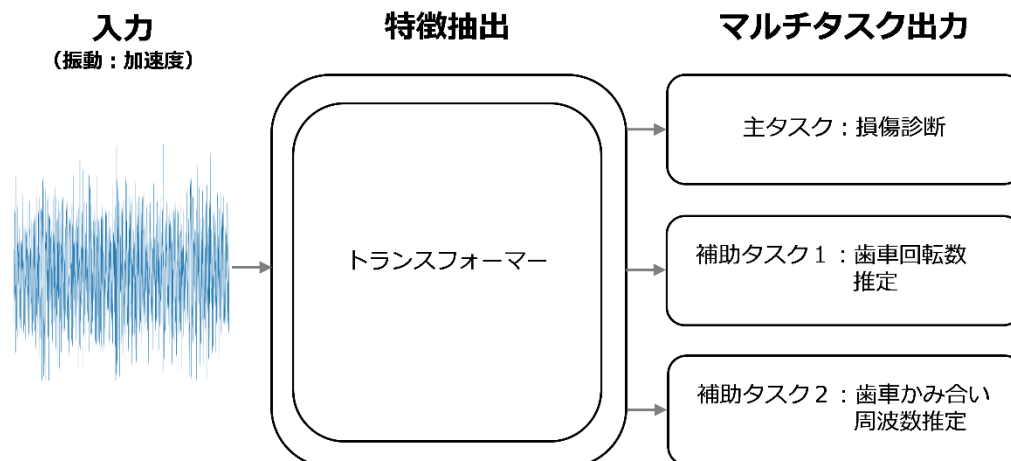 入力
（振動：加速度）
特徴抽出
マルチタスク出力
トランスフォーマー
主タスク：損傷診断
補助タスク１：歯車回転数
推定
補助タスク２：歯車かみ合い
周波数推定